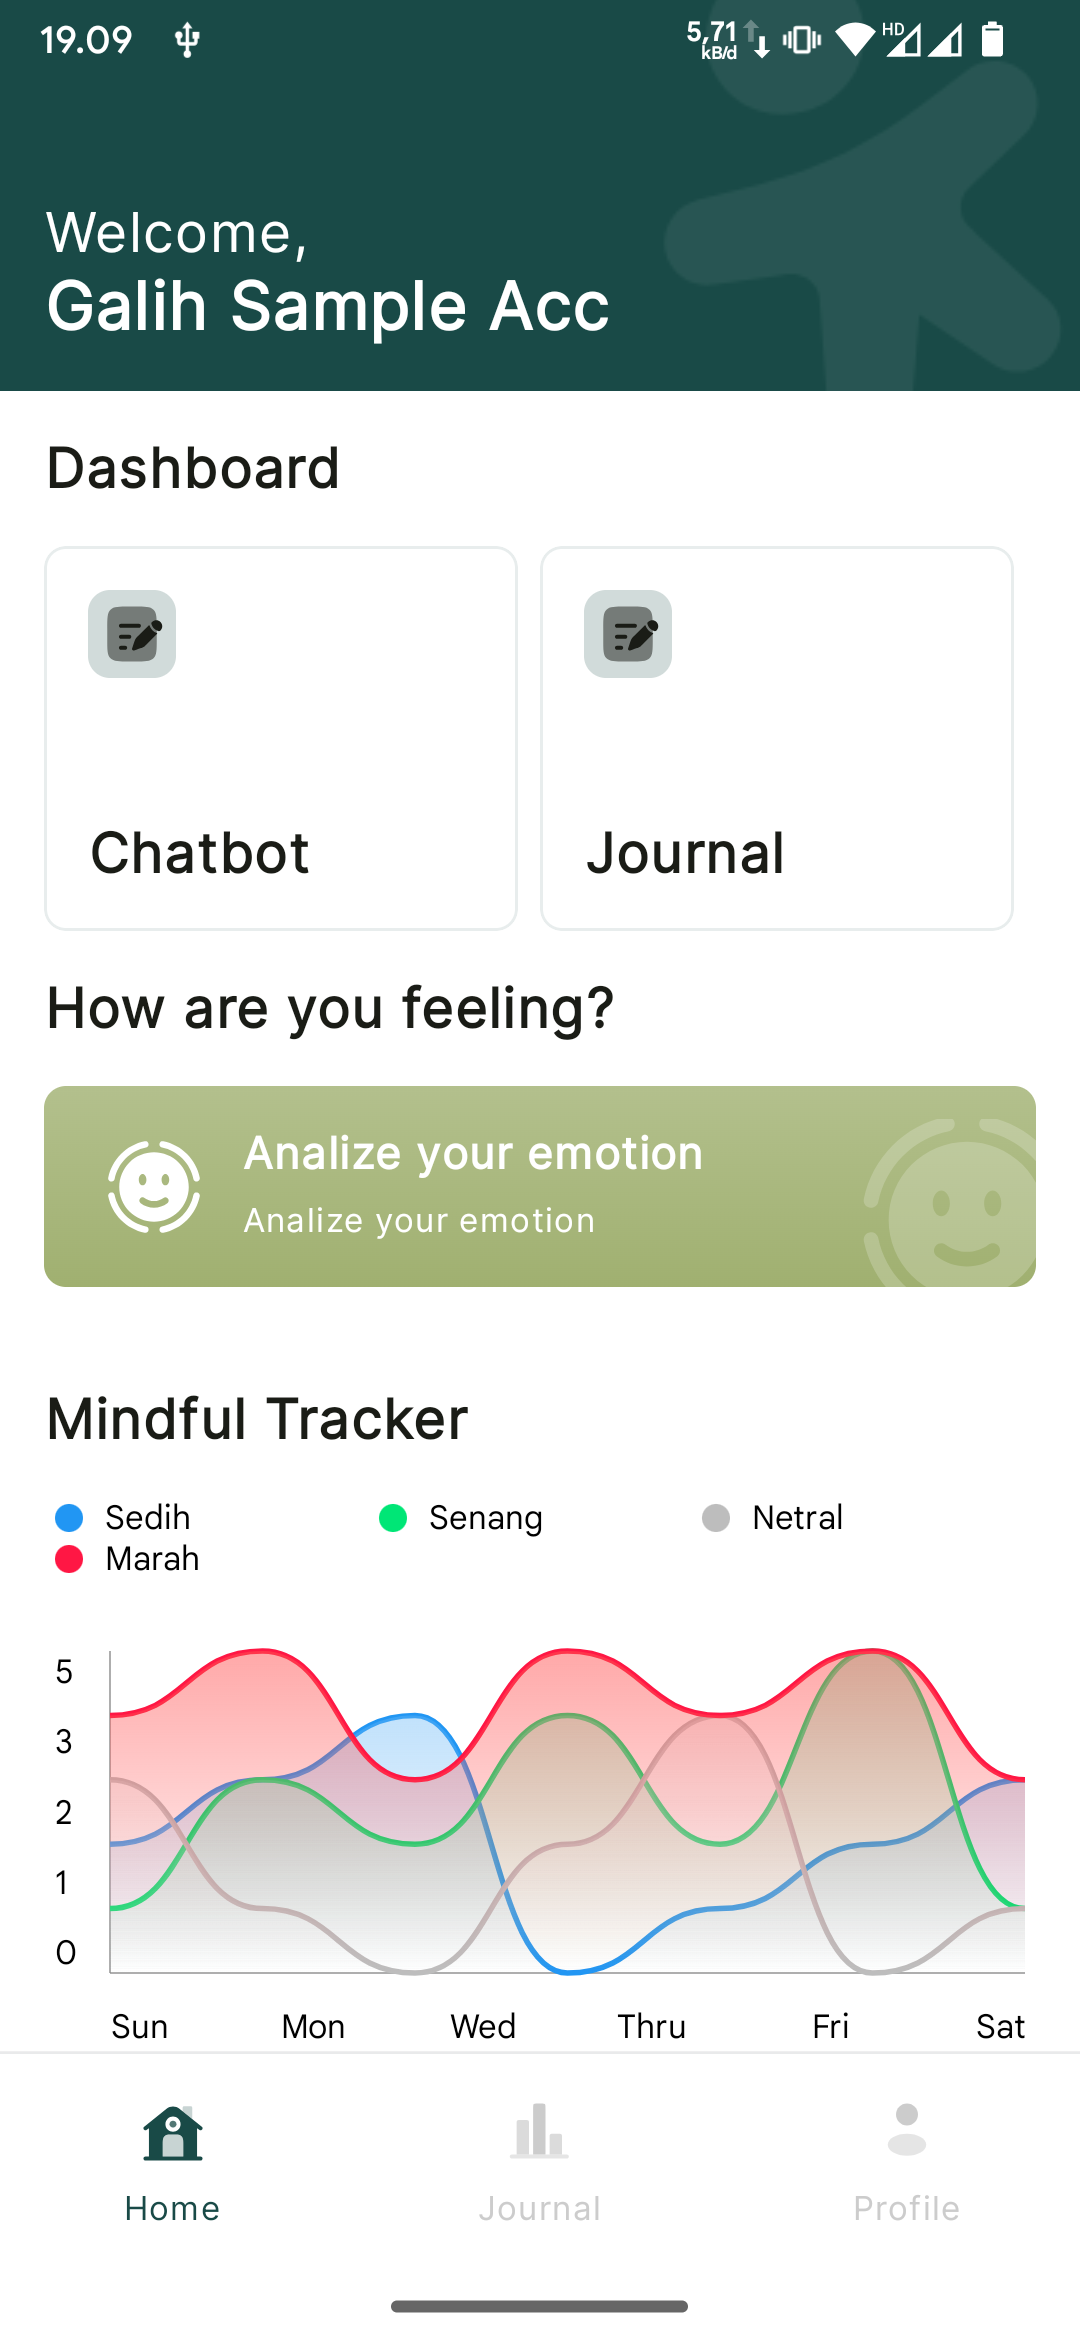 19.09
5,71
kB/d
HD
Welcome,
Galih Sample Acc
Dashboard
Chatbot
Journal
How are you feeling?
Analize your emotion
Analize your emotion
Mindful Tracker
Sedih
Senang
Netral
Marah
5
3
2
1
0
Sun
Mon
Wed
Thru
Fri
Sat
Home
Journal
Profile